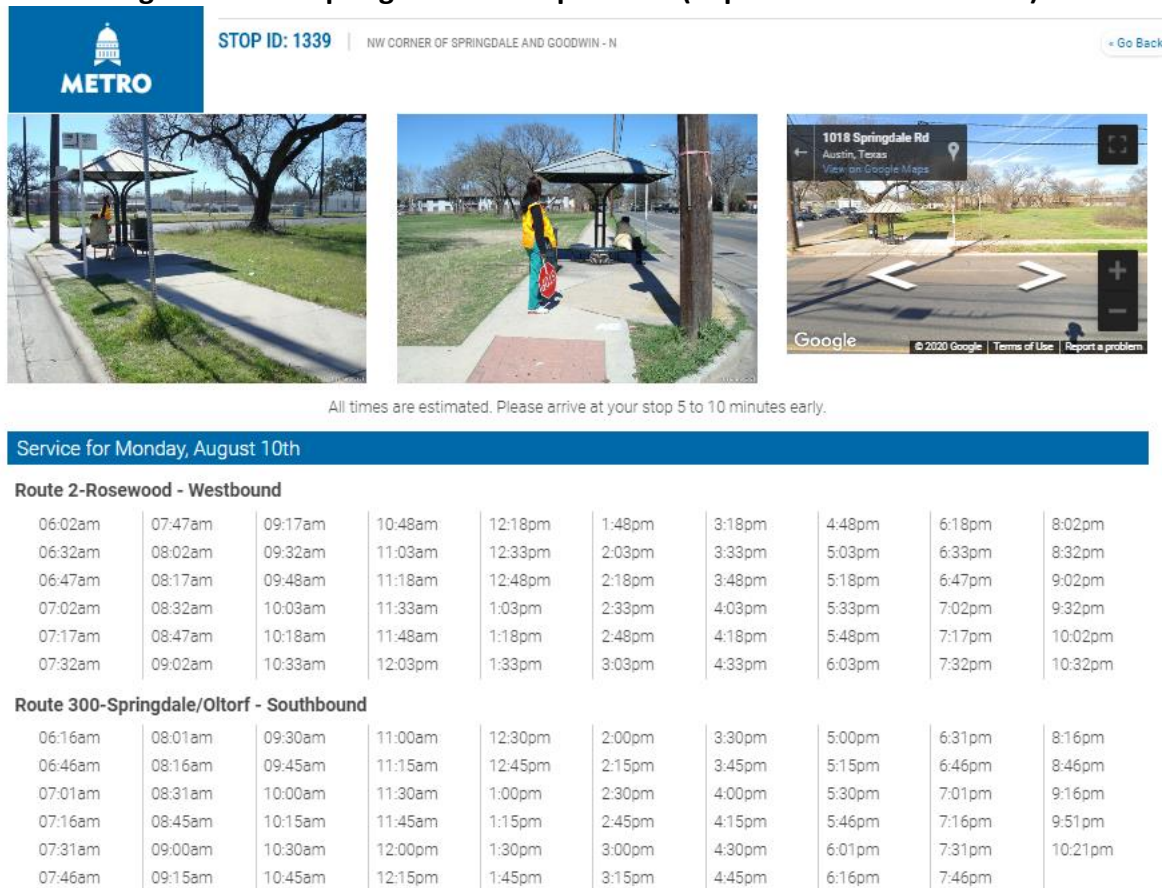 STOP ID: 1339 | NW CORNER OF SPRINGDALE AND GOODWIN - N
« Go Back
METRO
1018 Springdale Rd
Austin, Texas
View on Google Maps
Google
© 2020 Google Terms of Use Report a problem
All times are estimated. Please arrive at your stop 5 to 10 minutes early.
Service for Monday, August 10th
Route 2-Rosewood - Westbound
06:02am 07:47am 09:17am 10:48am 12:18pm 1:48pm 3:18pm 4:48pm 6:18pm 8:02pm
06:32am 08:02am 09:32am 11:03am 12:33pm 2:03pm 3:33pm 5:03pm 6:33pm 8:32pm
06:47am 08:17am 09:48am 11:18am 12:48pm 2:18pm 3:48pm 5:18pm 6:47pm 9:02pm
07:02am 08:32am 10:03am 11:33am 1:03pm 2:33pm 4:03pm 5:33pm 7:02pm 9:32pm
07:17am 08:47am 10:18am 11:48am 1:18pm 2:48pm 4:18pm 5:48pm 7:17pm 10:02pm
07:32am 09:02am 10:33am 12:03pm 1:33pm 3:03pm 4:33pm 6:03pm 7:32pm 10:32pm
Route 300-Springdale/Oltorf - Southbound
06:16am 08:01am 09:30am 11:00am 12:30pm 2:00pm 3:30pm 5:00pm 6:31pm 8:16pm
06:46am 08:16am 09:45am 11:15am 12:45pm 2:15pm 3:45pm 5:15pm 6:46pm 8:46pm
07:01am 08:31am 10:00am 11:30am 1:00pm 2:30pm 4:00pm 5:30pm 7:01pm 9:16pm
07:16am 08:45am 10:15am 11:45am 1:15pm 2:45pm 4:15pm 5:46pm 7:16pm 9:51pm
07:31am 09:00am 10:30am 12:00pm 1:30pm 3:00pm 4:30pm 6:01pm 7:31pm 10:21pm
07:46am 09:15am 10:45am 12:15pm 1:45pm 3:15pm 4:45pm 6:16pm 7:46pm